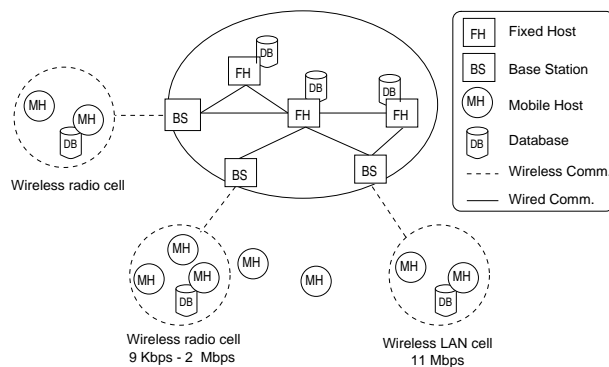 DB
FH
Fixed Host
FH
BS
Base Station
DB
DB
MH
Mobile Host
MH
MH
BS
FH
FH
DB
Database
DB
Wireless radio cell
BS
BS
Wireless Comm.
Wired Comm.
MH
MH
MH
MH
MH
MH
MH
DB
DB
Wireless radio cell
9 Kbps - 2 Mbps
Wireless LAN cell
11 Mbps